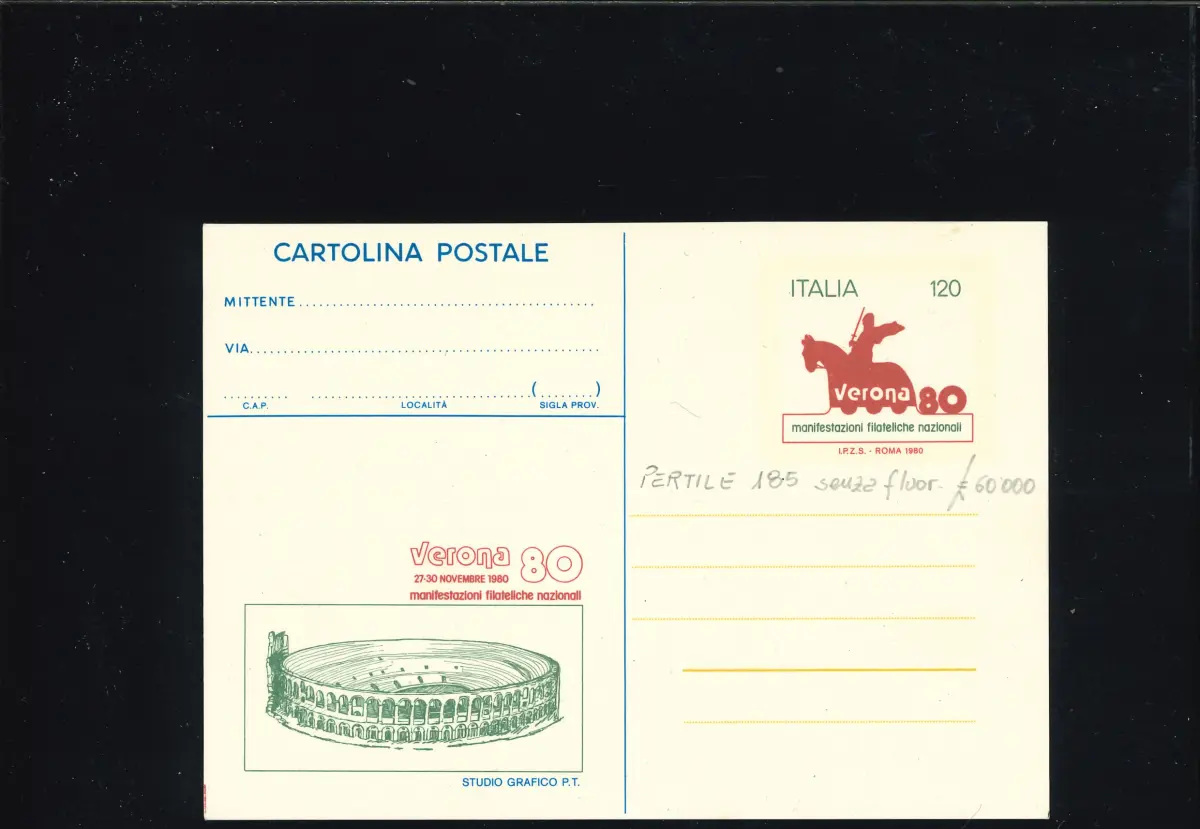 CARTOLINA POSTALE
MITTENTE
VIA
(        )
C.A.P. LOCALITÀ SIGLA PROV.
Verona 80
27-30 NOVEMBRE 1980
manifestazioni filateliche nazionali
STUDIO GRAFICO P.T.
ITALIA 120
Verona 80
manifestazioni filateliche nazionali
I.P.Z.S. - ROMA 1980
PERTILE 185 senza fluor. £ 60'000